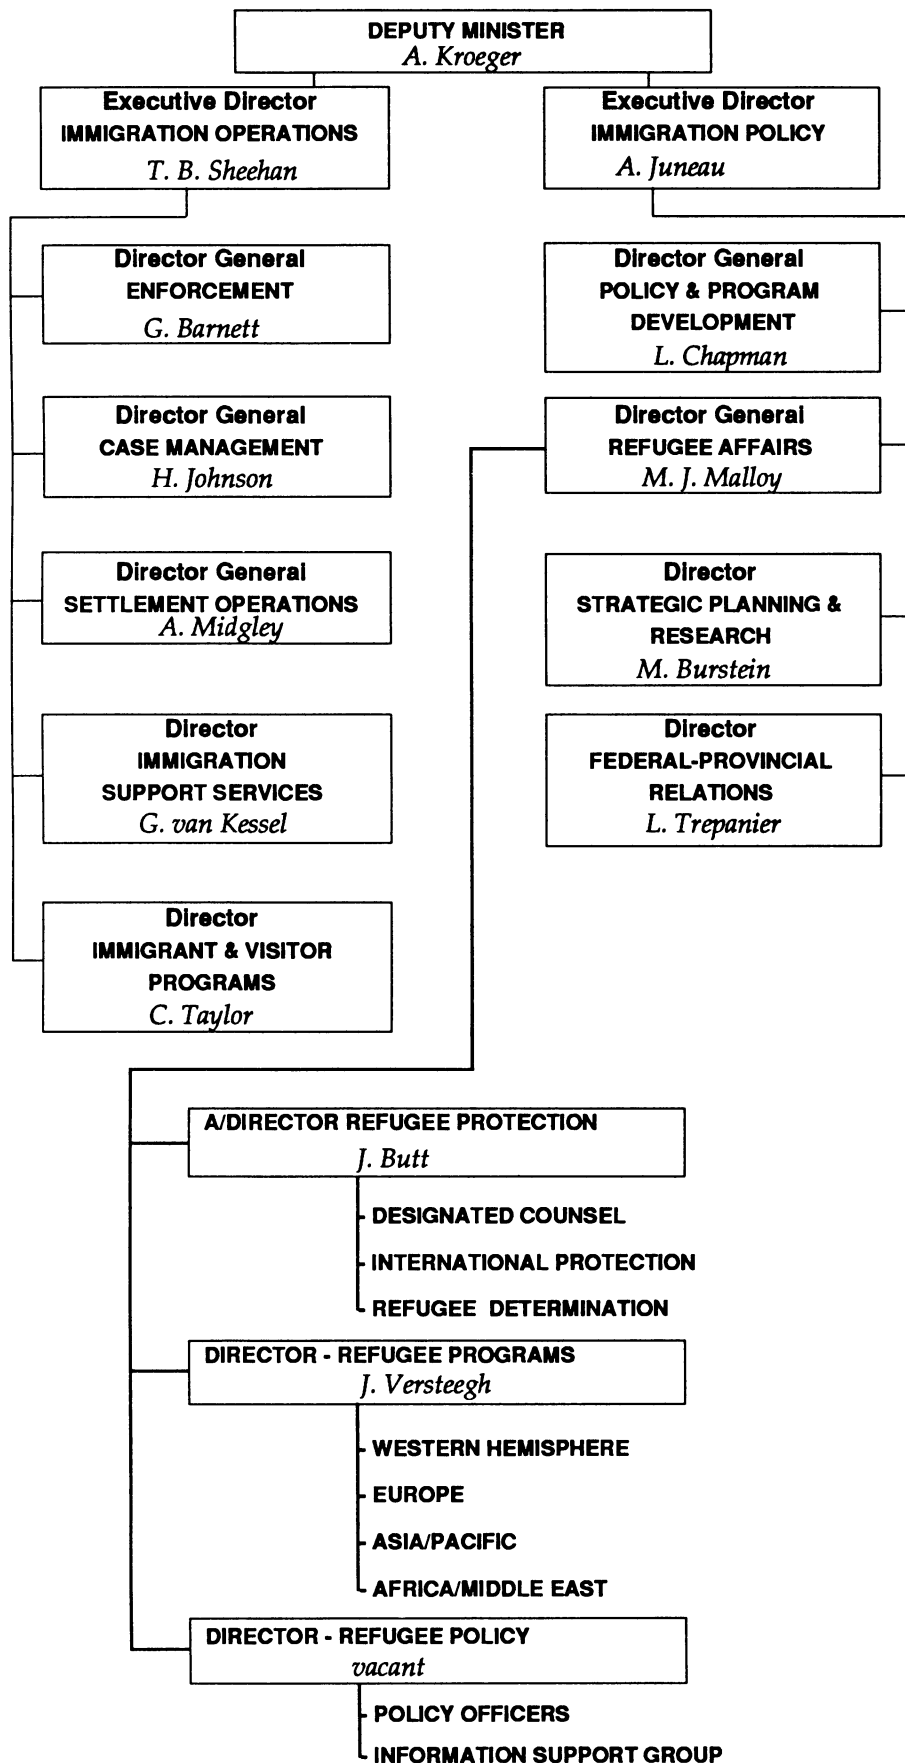 DEPUTY MINISTER
A. Kroeger
Executive Director
IMMIGRATION OPERATIONS
T. B. Sheehan
Executive Director
IMMIGRATION POLICY
A. Juneau
Director General
ENFORCEMENT
G. Barnett
Director General
POLICY & PROGRAM
DEVELOPMENT
L. Chapman
Director General
CASE MANAGEMENT
H. Johnson
Director General
REFUGEE AFFAIRS
M. J. Malloy
Director General
SETTLEMENT OPERATIONS
A. Midgley
Director
STRATEGIC PLANNING &
RESEARCH
M. Burstein
Director
IMMIGRATION
SUPPORT SERVICES
G. van Kessel
Director
FEDERAL-PROVINCIAL
RELATIONS
L. Trepanier
Director
IMMIGRANT & VISITOR
PROGRAMS
C. Taylor
A/DIRECTOR REFUGEE PROTECTION
J. Butt
- DESIGNATED COUNSEL
- INTERNATIONAL PROTECTION
- REFUGEE DETERMINATION
DIRECTOR - REFUGEE PROGRAMS
J. Versteegh
- WESTERN HEMISPHERE
- EUROPE
- ASIA/PACIFIC
- AFRICA/MIDDLE EAST
DIRECTOR - REFUGEE POLICY
vacant
- POLICY OFFICERS
- INFORMATION SUPPORT GROUP